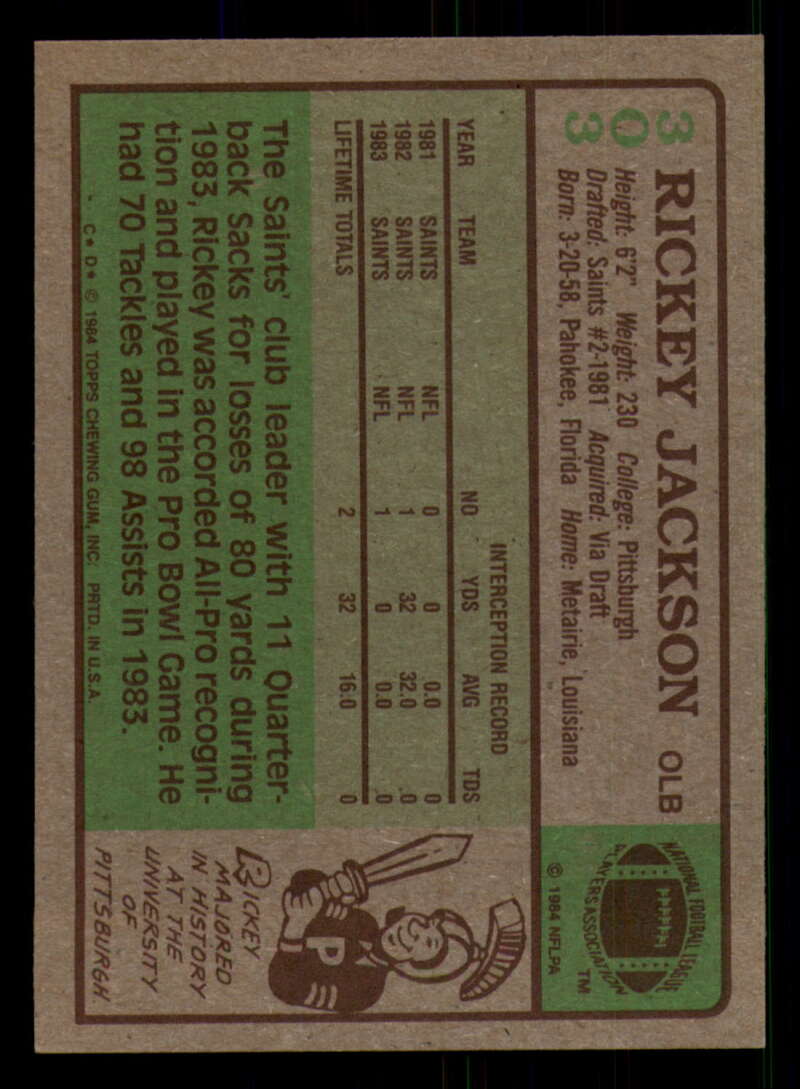 303
RICKEY JACKSON OLB
Height: 6'2" Weight: 230 College: Pittsburgh
Drafted: Saints #2-1981 Acquired: Via Draft
Born: 3-20-58, Pahokee, Florida Home: Metairie, Louisiana
NATIONAL FOOTBALL LEAGUE
PLAYERS ASSOCIATION
TM
© 1984 NFLPA
INTERCEPTION RECORD
YEAR TEAM NO YDS AVG TDS
1981 SAINTS NFL 0 0 0.0 0
1982 SAINTS NFL 1 32 32.0 0
1983 SAINTS NFL 1 0 0.0 0
LIFETIME TOTALS 2 32 16.0 0
The Saints' club leader with 11 Quarter-
back Sacks for losses of 80 yards during
1983, Rickey was accorded All-Pro recogni-
tion and played in the Pro Bowl Game. He
had 70 Tackles and 98 Assists in 1983.
C★D★ © 1984 TOPPS CHEWING GUM, INC. PRTD. IN U.S.A.
P
RICKEY
MAJORED
IN HISTORY
AT THE
UNIVERSITY
OF
PITTSBURGH